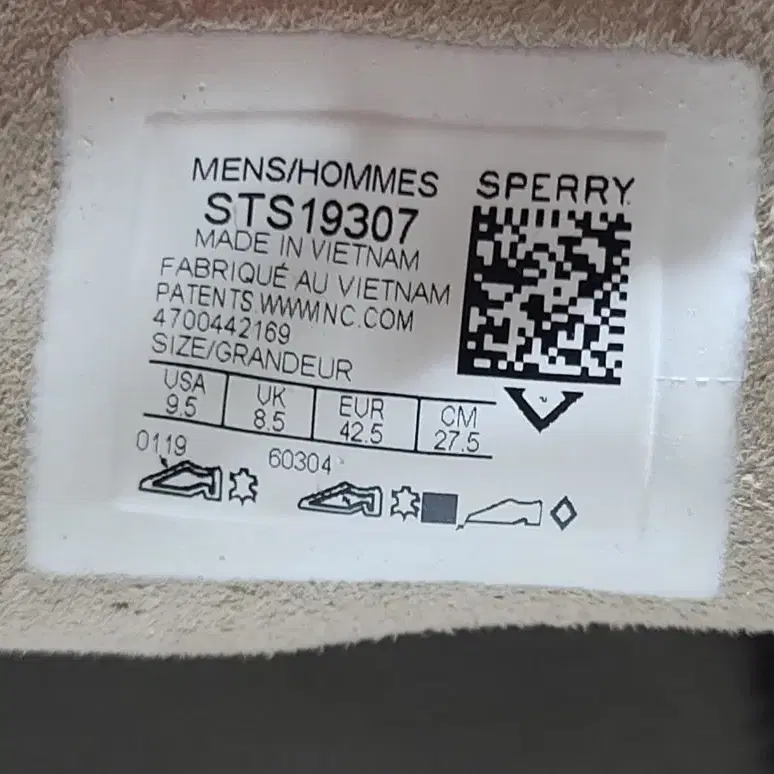 MENS/HOMMES
SPERRY
STS19307
MADE IN VIETNAM
FABRIQUÉ AU VIETNAM
PATENTS.WWWINC.COM
4700442169
SIZE/GRANDEUR
USA UK EUR CM
9.5 8.5 42.5 27.5
0119 60304